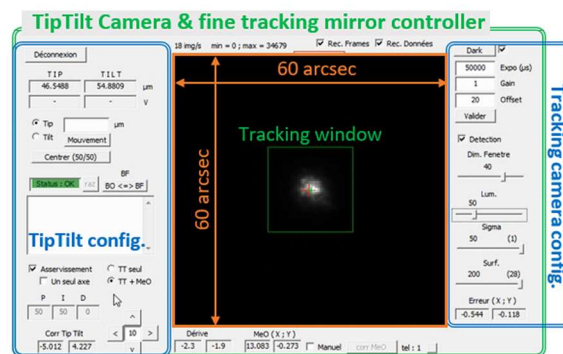 TipTilt Camera & fine tracking mirror controller
Déconnexion
TIP TILT
46.5488 54.8809 µm
- - V
Tip µm
Tilt Mouvement
Centrer (50/50)
BF
Status : OK raz BO <=> BF
TipTilt config.
Asservissement TT seul
Un seul axe TT + MeO
P I D
50 50 0
Corr Tip Tilt
-5.012 4.227
< 10 >
v
18 img/s min = 0 ; max = 34679 Rec. Frames Rec. Données
60 arcsec
60 arcsec
Tracking window
Dérive MeO ( X ; Y )
-2.3 -1.9 13.083 -0.273 Manuel corr MeO tel : 1
Dark
50000 Expo (µs)
1 Gain
20 Offset
Valider
Detection
Dim. Fenetre
40
Lum.
50
Sigma
50 (1)
Surf.
200 (28)
Erreur ( X ; Y )
-0.544 -0.118
Tracking camera config.